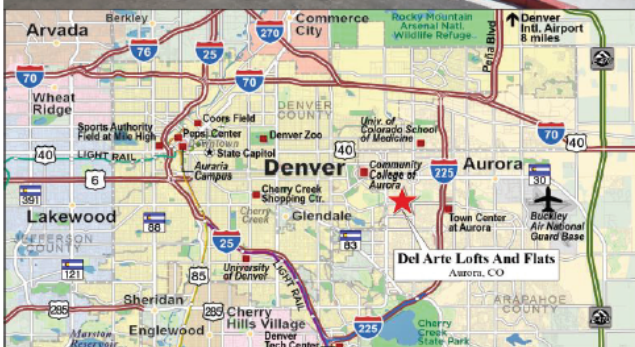 Berkley
Arvada
76
25
270
Commerce
City
Rocky Mountain
Arsenal Natl.
Wildlife Refuge
Peña Blvd
Denver
Intl. Airport
8 miles
70
70
Wheat
Ridge
DENVER
COUNTY
Coors Field
Sports Authority
Field at Mile High
Pepsi Center
Downtown
Denver Zoo
Univ. of
Colorado School
of Medicine
70
40
40
LIGHT RAIL
State Capitol
40
Auraria
Campus
Denver
Community
College of
Aurora
225
Aurora
30
6
391
Cherry Creek
Shopping Ctr.
Lakewood
88
Cherry
Creek
Glendale
Town Center
at Aurora
Buckley
Air National
Guard Base
JEFFERSON
COUNTY
25
83
121
University
of Denver
LIGHT RAIL
Del Arte Lofts And Flats
Aurora, CO
85
285
Sheridan
285
ARAPAHOE
COUNTY
Marston
Reservoir
Englewood
Cherry
Hills Village
225
Denver
Tech Center
Cherry
Creek
State Park